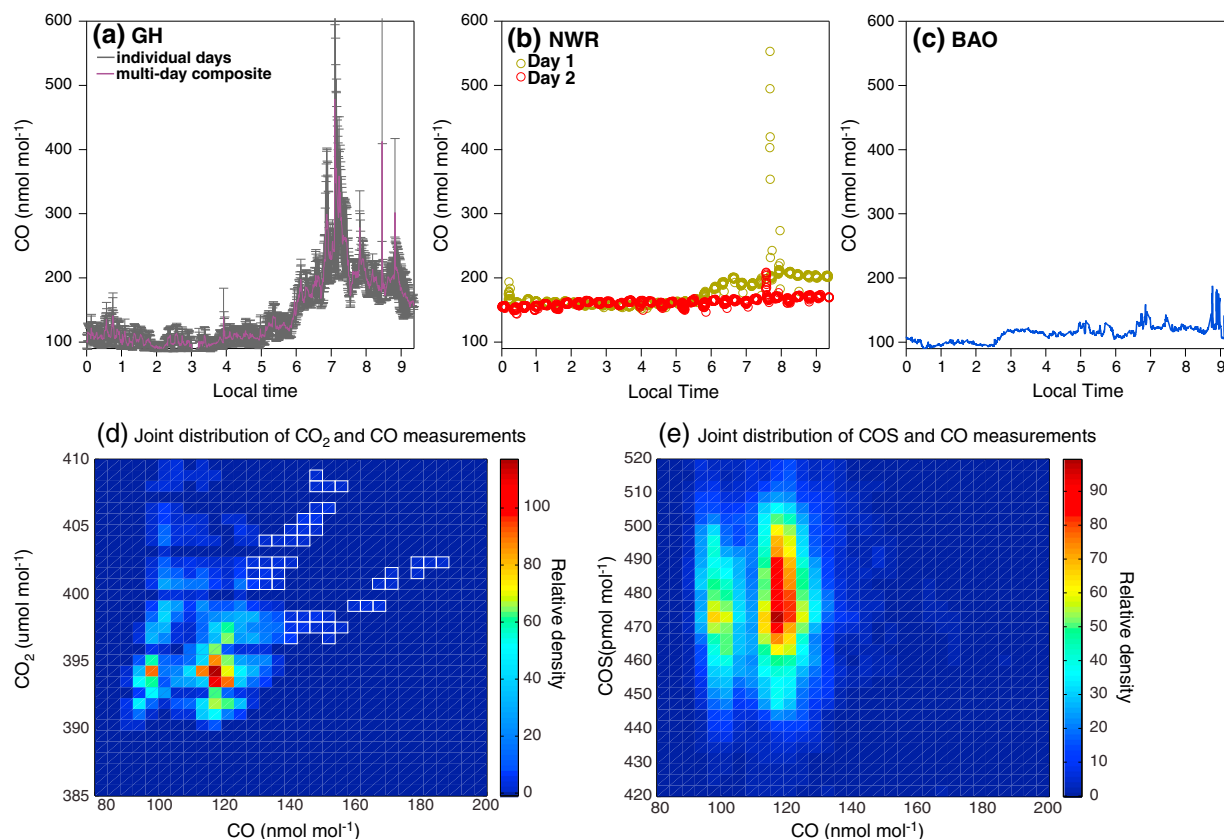 (a) GH
individual days
multi-day composite
CO (nmol mol⁻¹)
600
500
400
300
200
100
0 1 2 3 4 5 6 7 8 9
Local time
(b) NWR
Day 1
Day 2
CO (nmol mol⁻¹)
600
500
400
300
200
100
0 1 2 3 4 5 6 7 8 9
Local Time
(c) BAO
CO (nmol mol⁻¹)
600
500
400
300
200
100
0 1 2 3 4 5 6 7 8 9
Local Time
(d) Joint distribution of CO₂ and CO measurements
CO₂ (umol mol⁻¹)
410
405
400
395
390
385
80 100 120 140 160 180 200
CO (nmol mol⁻¹)
100
80
60
40
20
0
Relative density
(e) Joint distribution of COS and CO measurements
COS(pmol mol⁻¹)
520
510
500
490
480
470
460
450
440
430
420
80 100 120 140 160 180 200
CO (nmol mol⁻¹)
90
80
70
60
50
40
30
20
10
0
Relative density